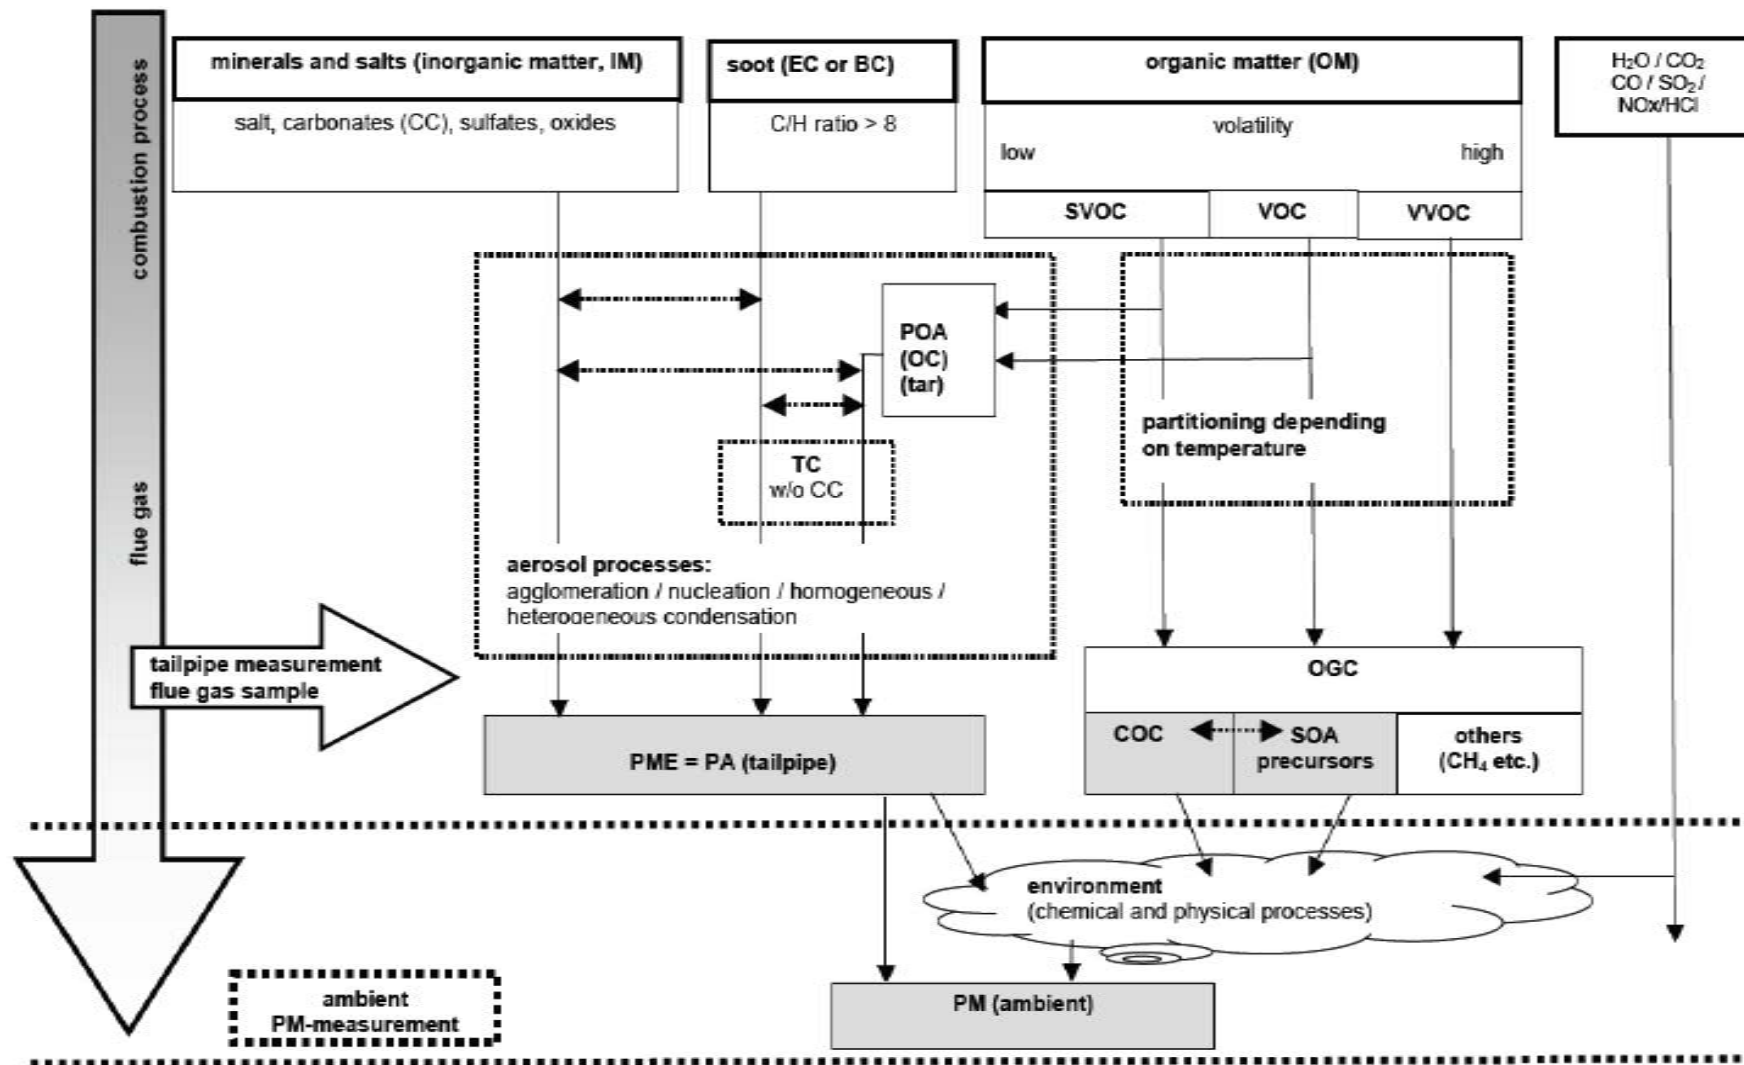 combustion process
flue gas
minerals and salts (inorganic matter, IM)
salt, carbonates (CC), sulfates, oxides
soot (EC or BC)
C/H ratio > 8
organic matter (OM)
volatility
low
high
SVOC
VOC
VVOC
H₂O / CO₂
CO / SO₂ /
NOx/HCl
POA
(OC)
(tar)
partitioning depending
on temperature
TC
w/o CC
aerosol processes:
agglomeration / nucleation / homogeneous /
heterogeneous condensation
tailpipe measurement
flue gas sample
OGC
COC
SOA
precursors
others
(CH₄ etc.)
PME = PA (tailpipe)
environment
(chemical and physical processes)
ambient
PM-measurement
PM (ambient)